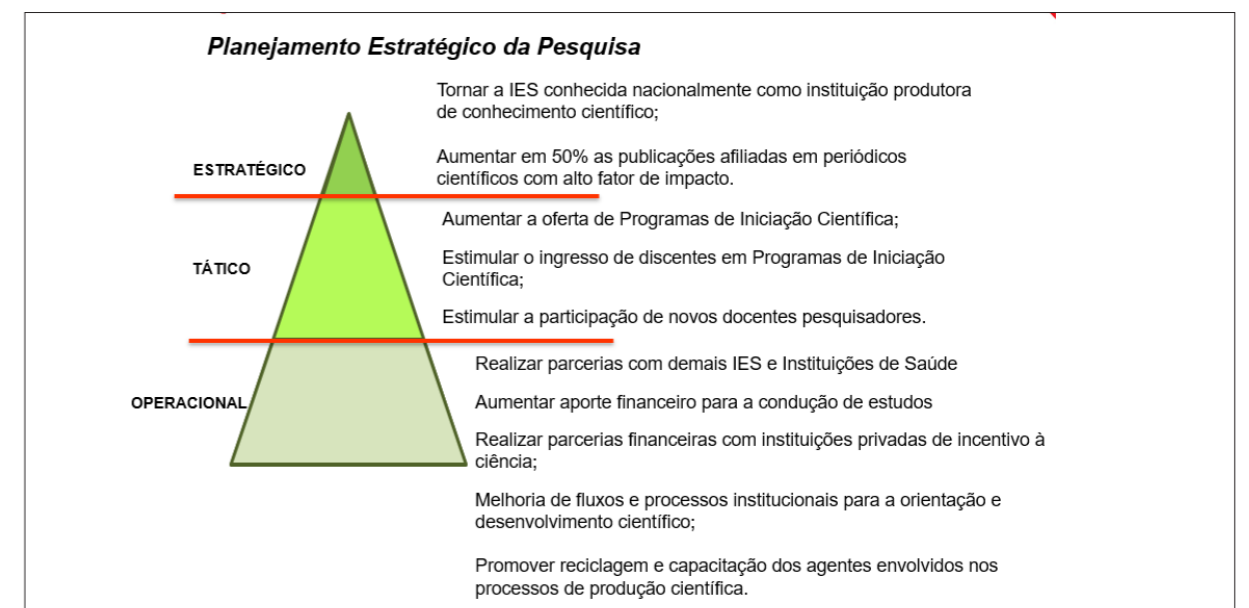 Planejamento Estratégico da Pesquisa
Tornar a IES conhecida nacionalmente como instituição produtora
de conhecimento científico;
ESTRATÉGICO
Aumentar em 50% as publicações afiliadas em periódicos
científicos com alto fator de impacto.
Aumentar a oferta de Programas de Iniciação Científica;
TÁTICO
Estimular o ingresso de discentes em Programas de Iniciação
Científica;
Estimular a participação de novos docentes pesquisadores.
Realizar parcerias com demais IES e Instituições de Saúde
OPERACIONAL
Aumentar aporte financeiro para a condução de estudos
Realizar parcerias financeiras com instituições privadas de incentivo à
ciência;
Melhoria de fluxos e processos institucionais para a orientação e
desenvolvimento científico;
Promover reciclagem e capacitação dos agentes envolvidos nos
processos de produção científica.